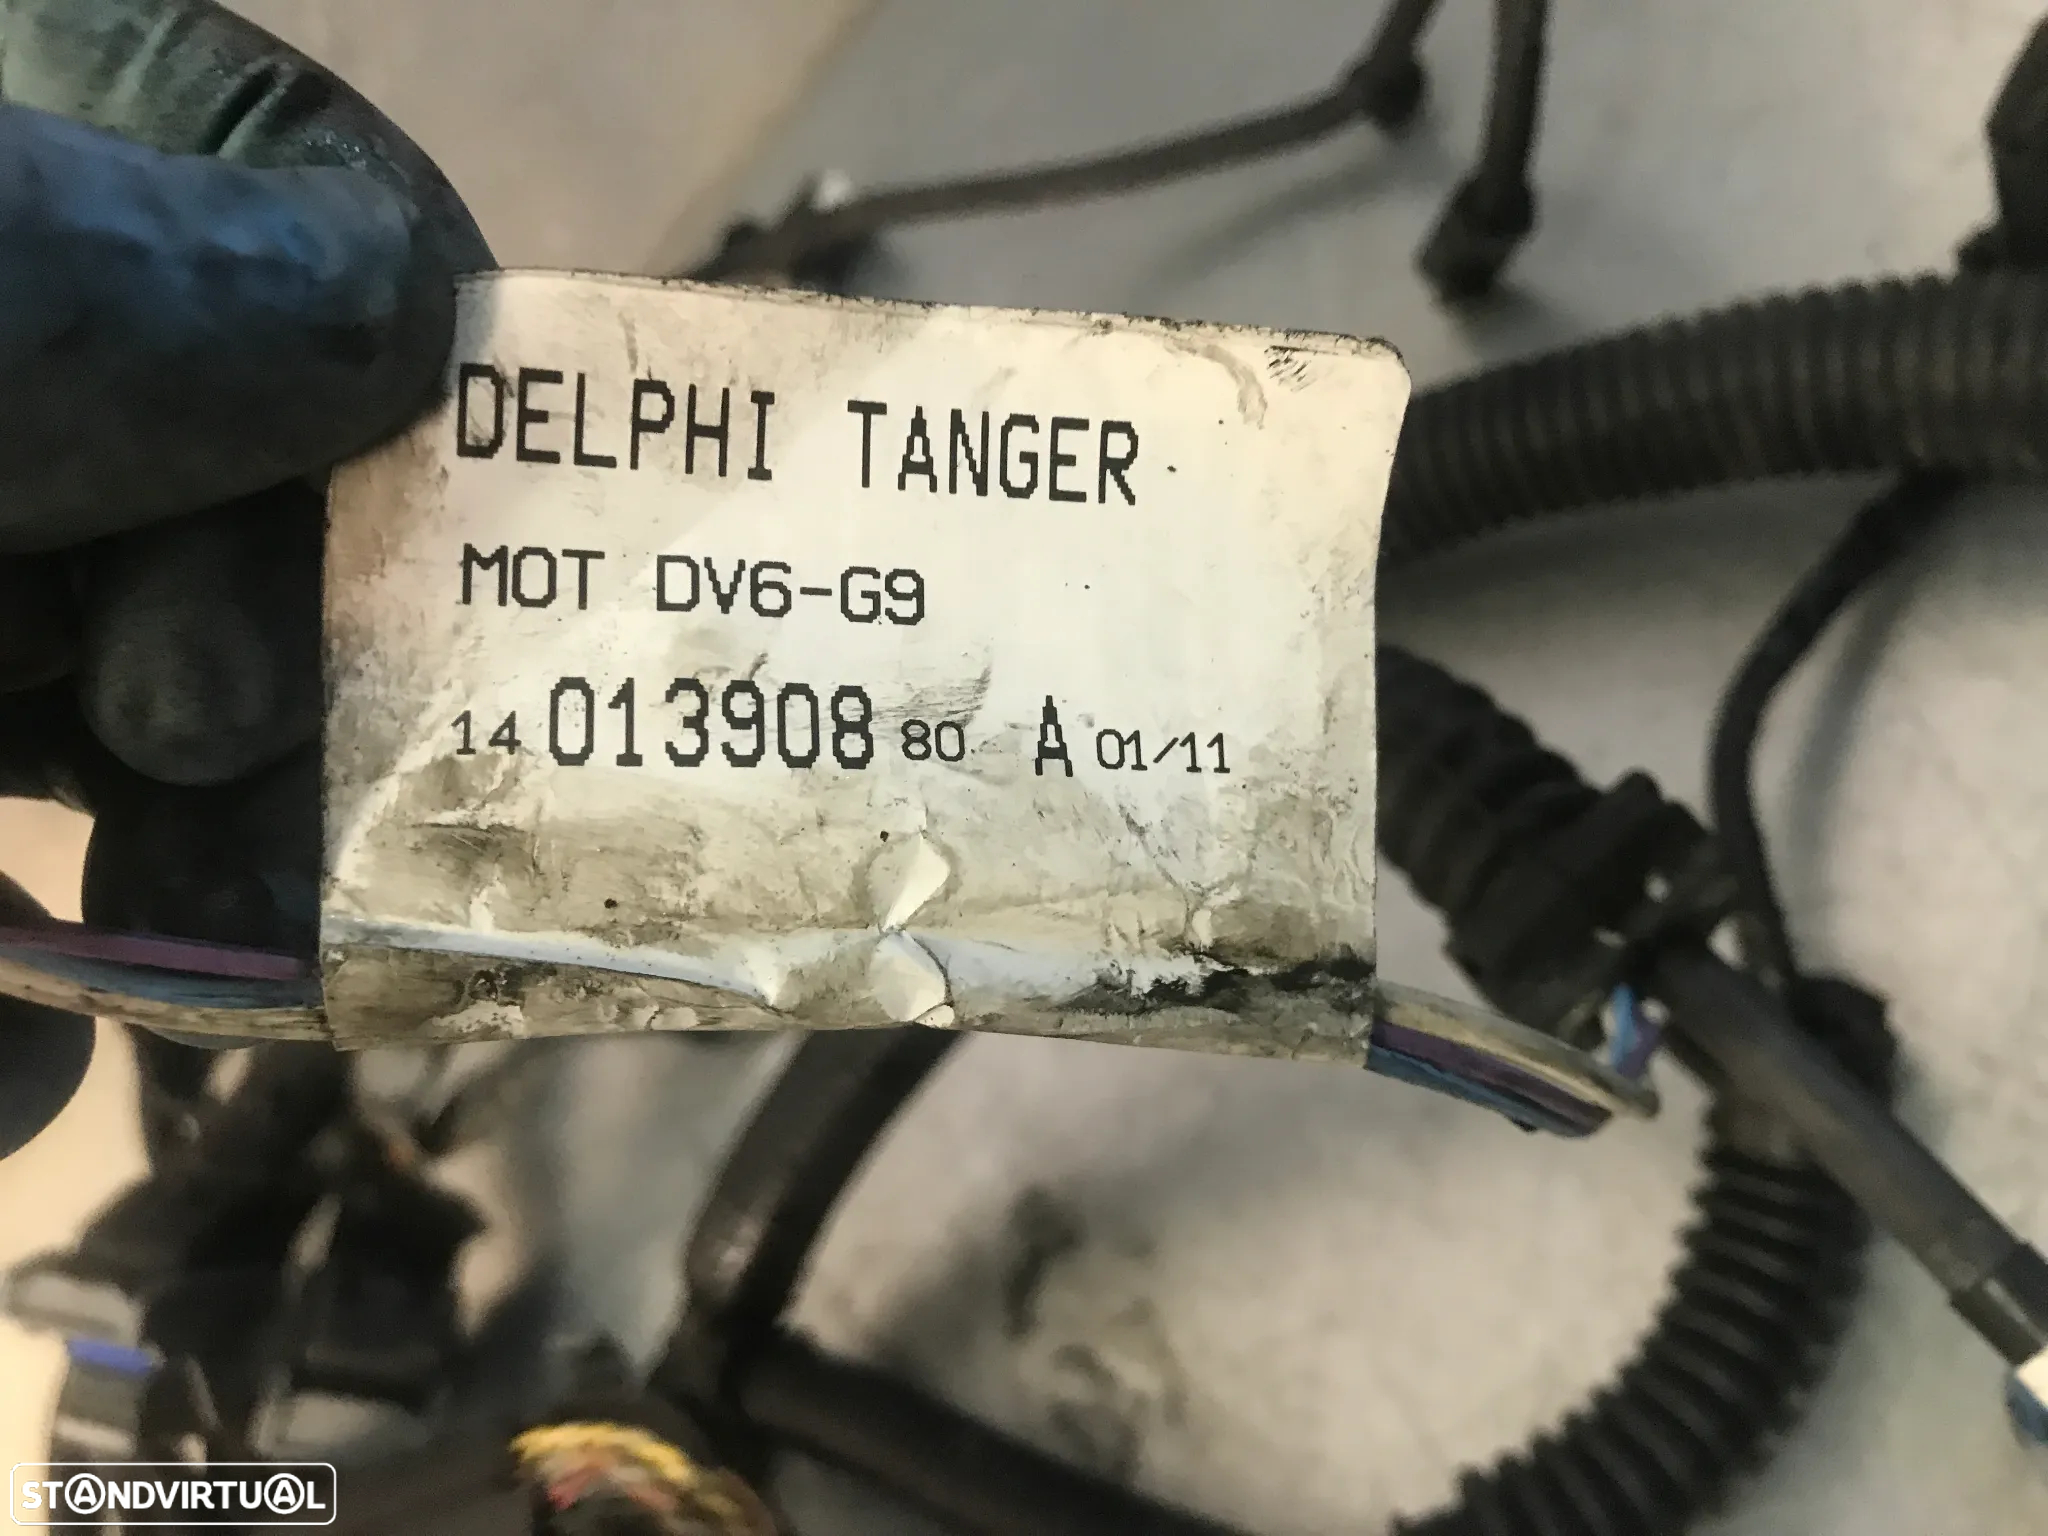 DELPHI TANGER
MOT DV6-G9
14 013908 80 A 01/11
STANDVIRTUAL